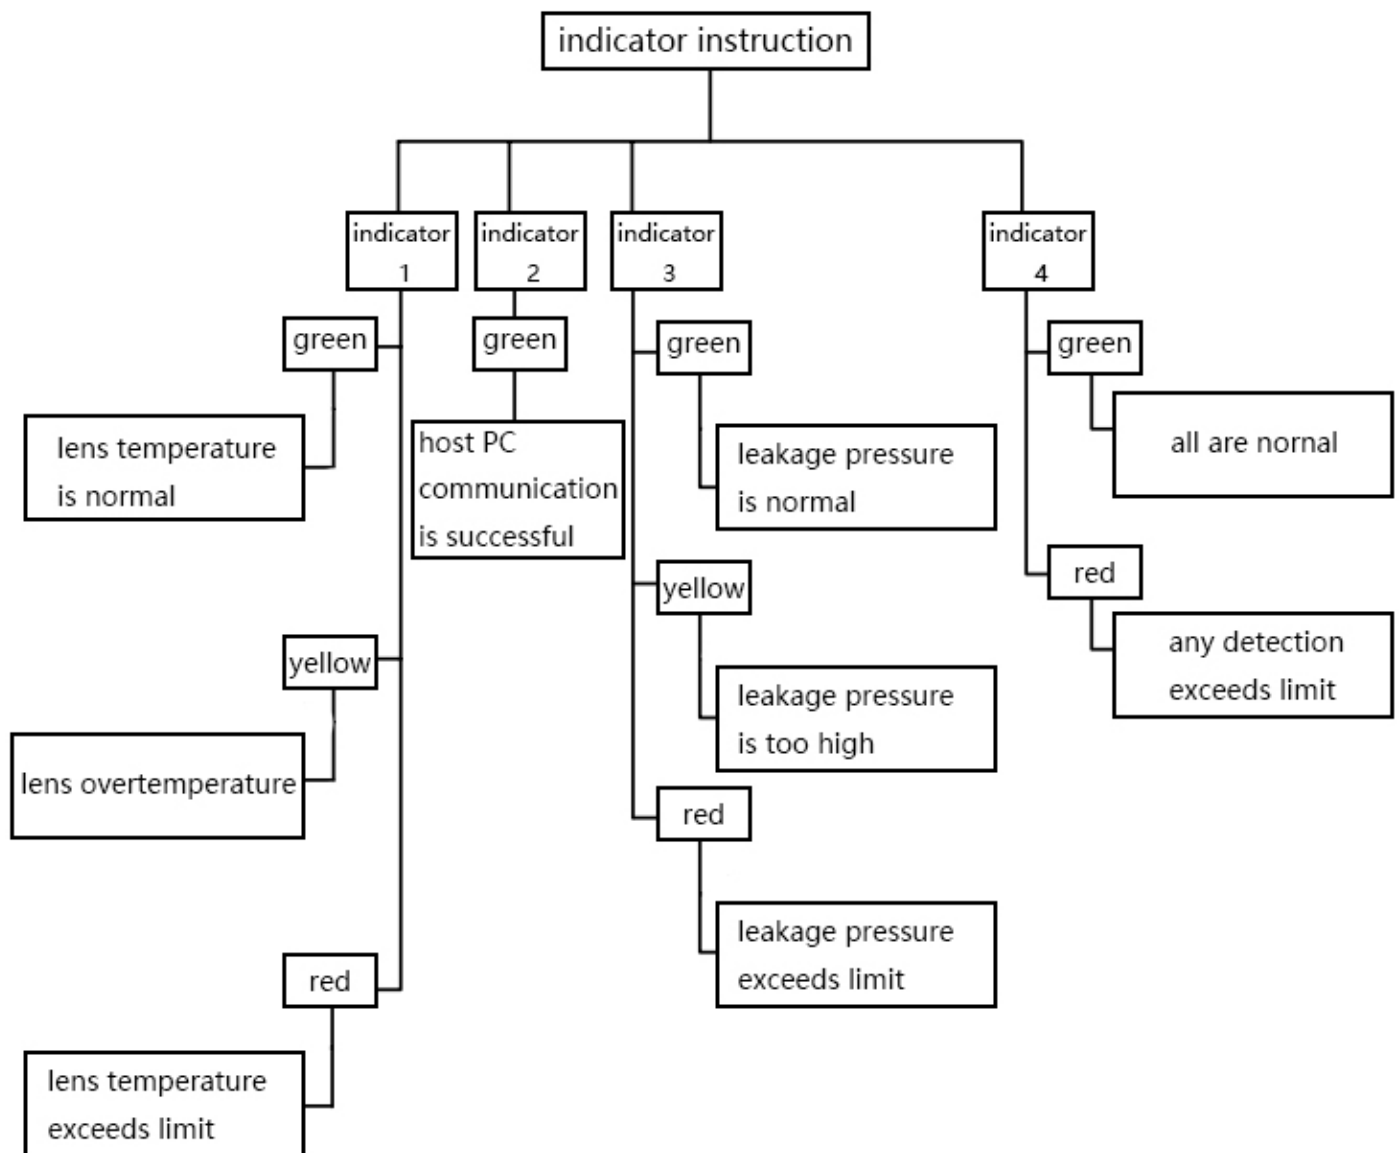 indicator instruction
indicator
1
indicator
2
indicator
3
indicator
4
green
lens temperature
is normal
yellow
lens overtemperature
red
lens temperature
exceeds limit
green
host PC
communication
is successful
green
leakage pressure
is normal
yellow
leakage pressure
is too high
red
leakage pressure
exceeds limit
green
all are nornal
red
any detection
exceeds limit